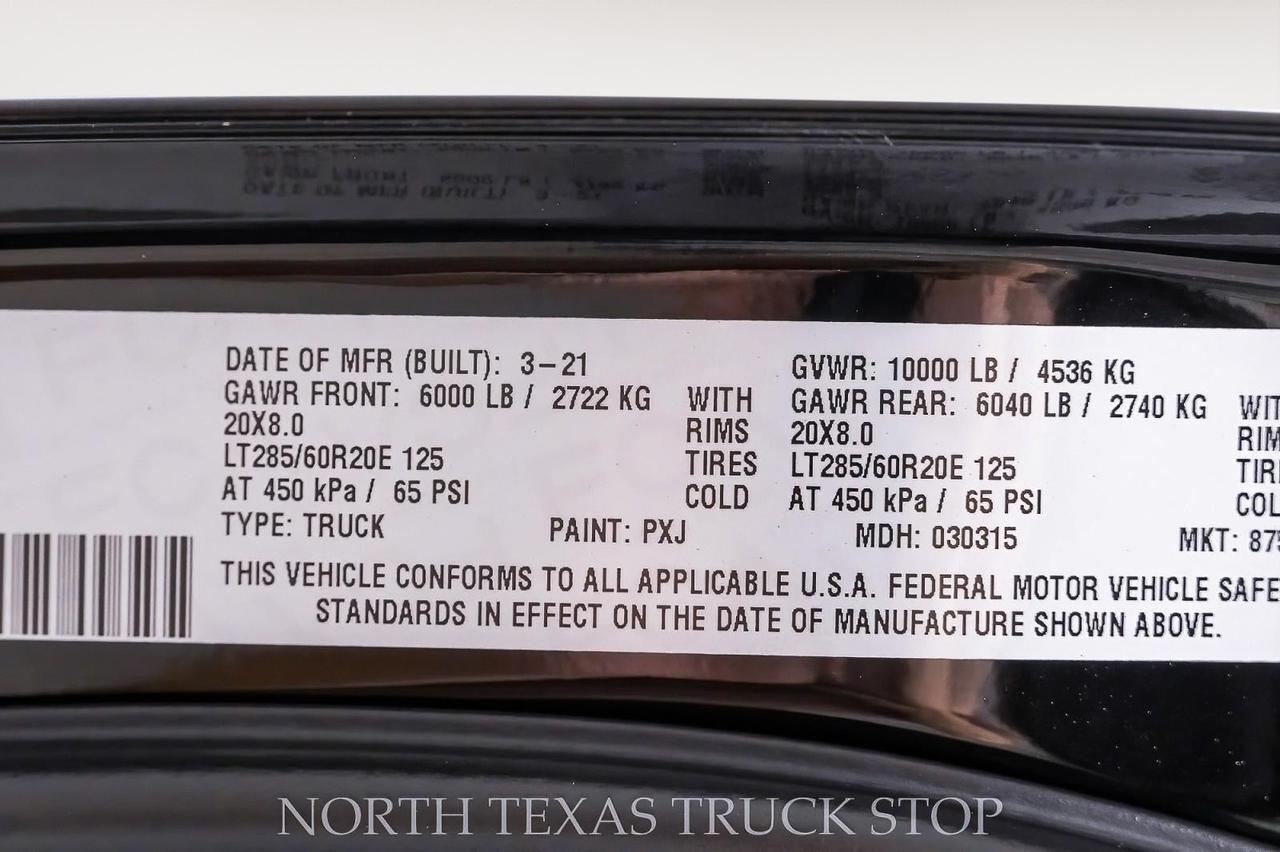 DATE OF MFR (BUILT): 3-21 GVWR: 10000 LB / 4536 KG
GAWR FRONT: 6000 LB / 2722 KG WITH GAWR REAR: 6040 LB / 2740 KG
20X8.0 RIMS 20X8.0
LT285/60R20E 125 TIRES LT285/60R20E 125
AT 450 kPa / 65 PSI COLD AT 450 kPa / 65 PSI
TYPE: TRUCK PAINT: PXJ MDH: 030315 MKT:
THIS VEHICLE CONFORMS TO ALL APPLICABLE U.S.A. FEDERAL MOTOR VEHICLE
STANDARDS IN EFFECT ON THE DATE OF MANUFACTURE SHOWN ABOVE.
NORTH TEXAS TRUCK STOP